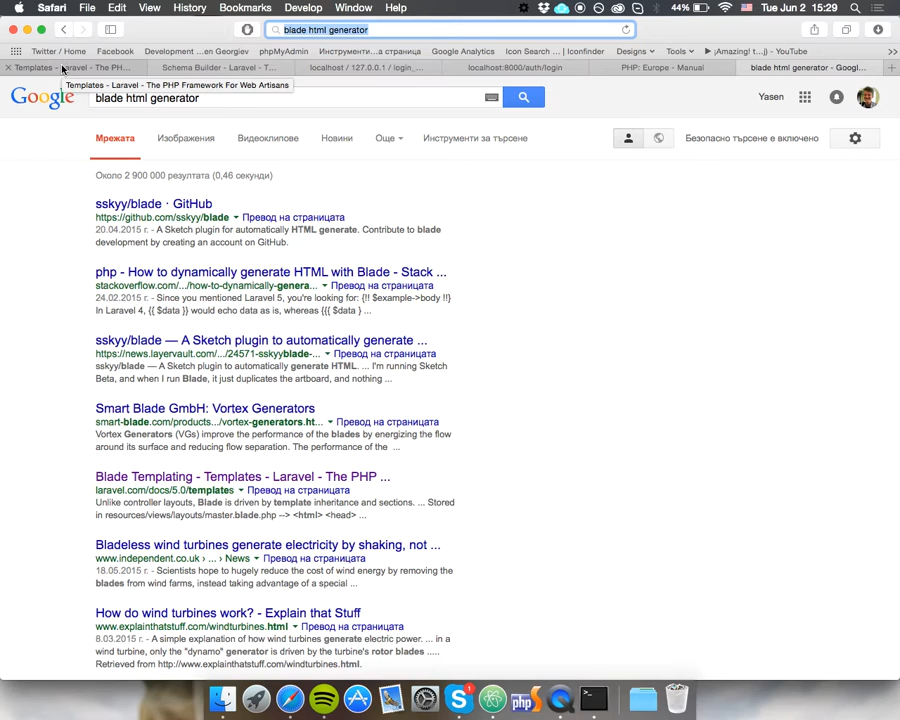 Safari File Edit View History Bookmarks Develop Window Help 44% Tue Jun 2 15:29
blade html generator
Twitter / Home Facebook Development ...en Georgiev phpMyAdmin Инструменти...а страница Google Analytics Icon Search ... | Iconfinder Designs Tools ▶ ¡Amazing! t...j) - YouTube
Templates - Laravel - The PH... Schema Builder - Laravel - T... localhost / 127.0.0.1 / login_... localhost:8000/auth/login PHP: Europe - Manual blade html generator - Googl...
Templates - Laravel - The PHP Framework For Web Artisans
Google blade html generator Yasen
Мрежата Изображения Видеоклипове Новини Още Инструменти за търсене Безопасно търсене е включено
Около 2 900 000 резултата (0,46 секунди)
sskyy/blade · GitHub
https://github.com/sskyy/blade Превод на страницата
20.04.2015 г. - A Sketch plugin for automatically HTML generate. Contribute to blade
development by creating an account on GitHub.
php - How to dynamically generate HTML with Blade - Stack ...
stackoverflow.com/.../how-to-dynamically-genera... Превод на страницата
24.02.2015 г. - Since you mentioned Laravel 5, you're looking for: {!! $example->body !!}
In Laravel 4, {{ $data }} would echo data as is, whereas {{{ $data } ...
sskyy/blade — A Sketch plugin to automatically generate ...
https://news.layervault.com/.../24571-sskyyblade-... Превод на страницата
sskyy/blade — A Sketch plugin to automatically generate HTML. ... I'm running Sketch
Beta, and when I run Blade, it just duplicates the artboard, and nothing ...
Smart Blade GmbH: Vortex Generators
smart-blade.com/products.../vortex-generators.ht... Превод на страницата
Vortex Generators (VGs) improve the performance of the blades by energizing the flow
around its surface and reducing flow separation. The performance of the ...
Blade Templating - Templates - Laravel - The PHP ...
laravel.com/docs/5.0/templates Превод на страницата
Unlike controller layouts, Blade is driven by template inheritance and sections. ... Stored
in resources/views/layouts/master.blade.php --> <html> <head> ...
Bladeless wind turbines generate electricity by shaking, not ...
www.independent.co.uk › ... › News Превод на страницата
18.05.2015 г. - Scientists hope to hugely reduce the cost of wind energy by removing the
blades from wind farms, instead taking advantage of a special ...
How do wind turbines work? - Explain that Stuff
www.explainthatstuff.com/windturbines.html Превод на страницата
8.03.2015 г. - A simple explanation of how wind turbines generate electric power. ... in a
wind turbine, only the "dynamo" generator is driven by the turbine's rotor blades .....
Retrieved from http://www.explainthatstuff.com/windturbines.html.
1 php